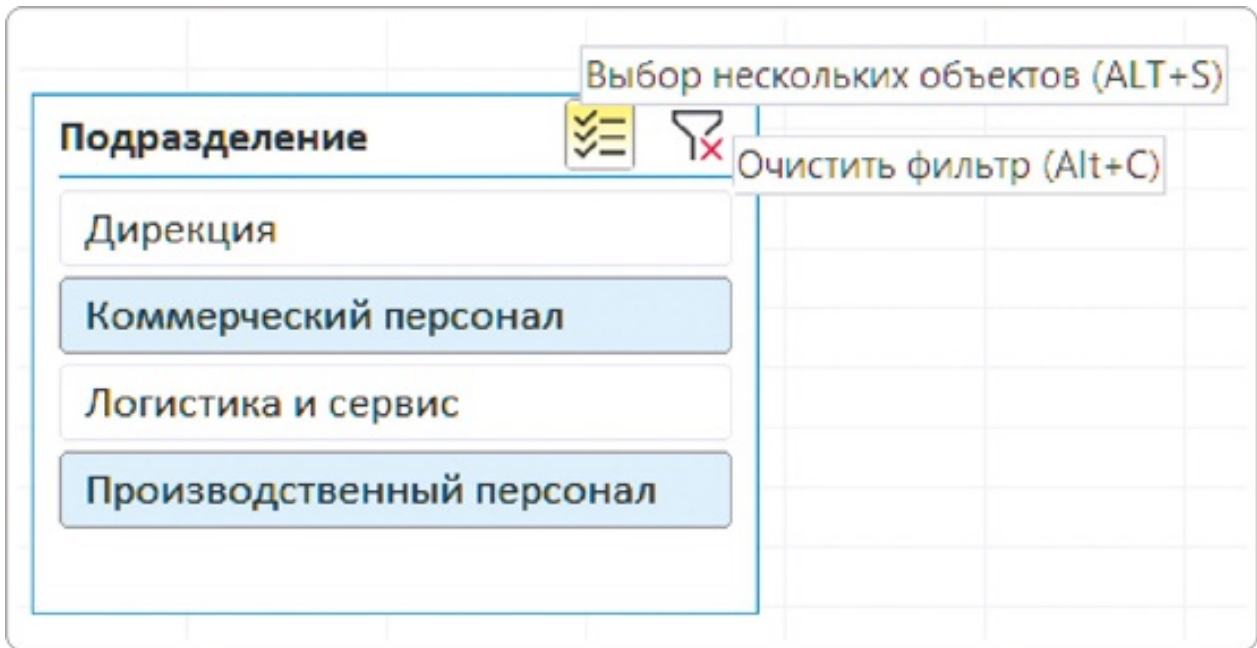 Выбор нескольких объектов (ALT+S)
Подразделение
Очистить фильтр (Alt+C)
Дирекция
Коммерческий персонал
Логистика и сервис
Производственный персонал